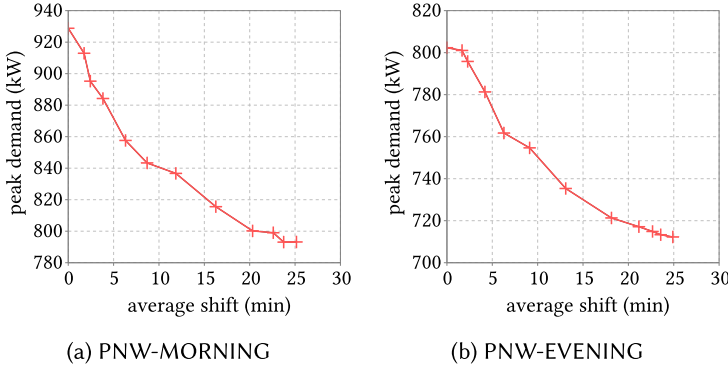 940
920
900
880
860
840
820
800
780
peak demand (kW)
0 5 10 15 20 25 30
average shift (min)
(a) PNW-MORNING
820
800
780
760
740
720
700
peak demand (kW)
0 5 10 15 20 25 30
average shift (min)
(b) PNW-EVENING